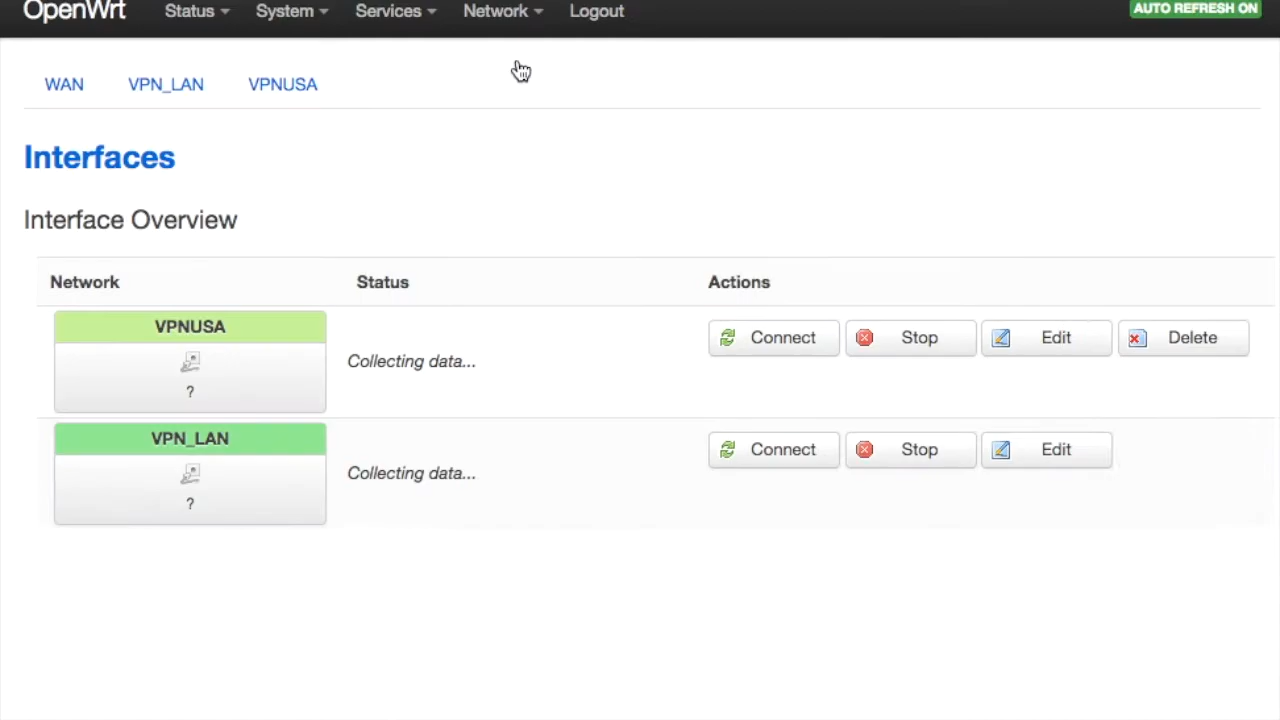 OpenWrt Status System Services Network Logout AUTO REFRESH ON
WAN VPN_LAN VPNUSA
Interfaces
Interface Overview
Network Status Actions
VPNUSA
?
Collecting data...
Connect Stop Edit Delete
VPN_LAN
?
Collecting data...
Connect Stop Edit